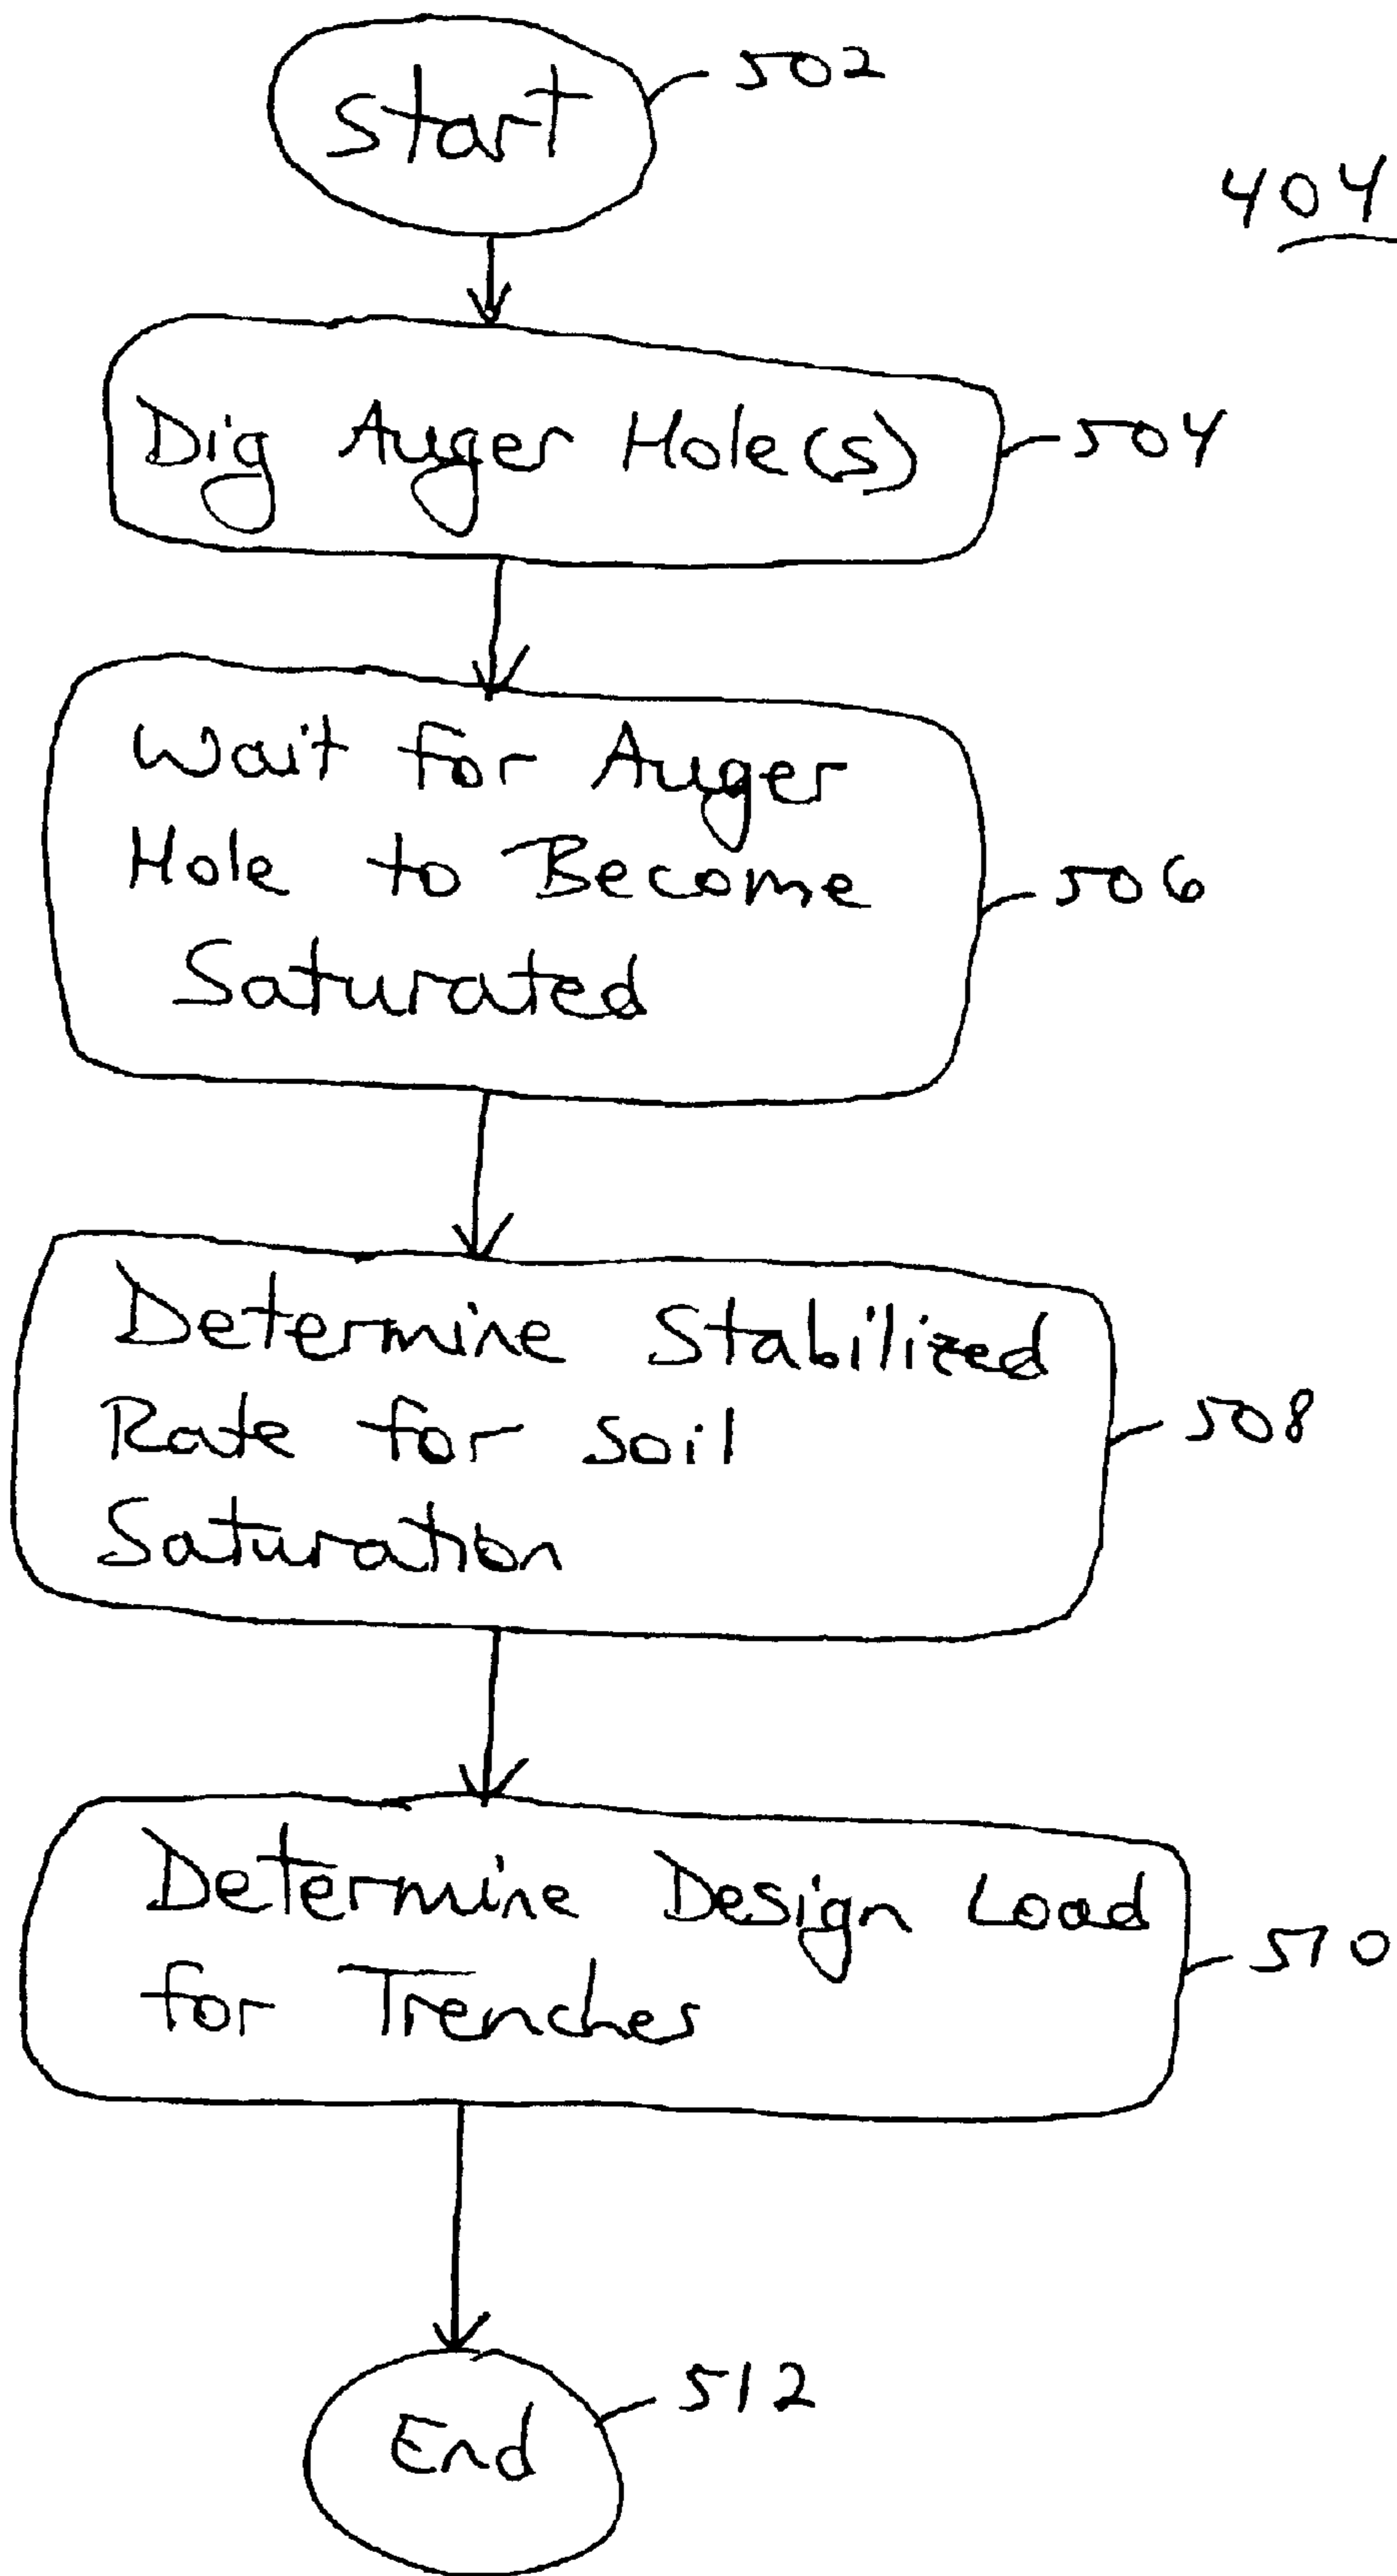 Start
502
404
Dig Auger Hole(s)
504
Wait for Auger
Hole to Become
Saturated
506
Determine Stabilized
Rate for Soil
Saturation
508
Determine Design Load
for Trenches
510
End
512